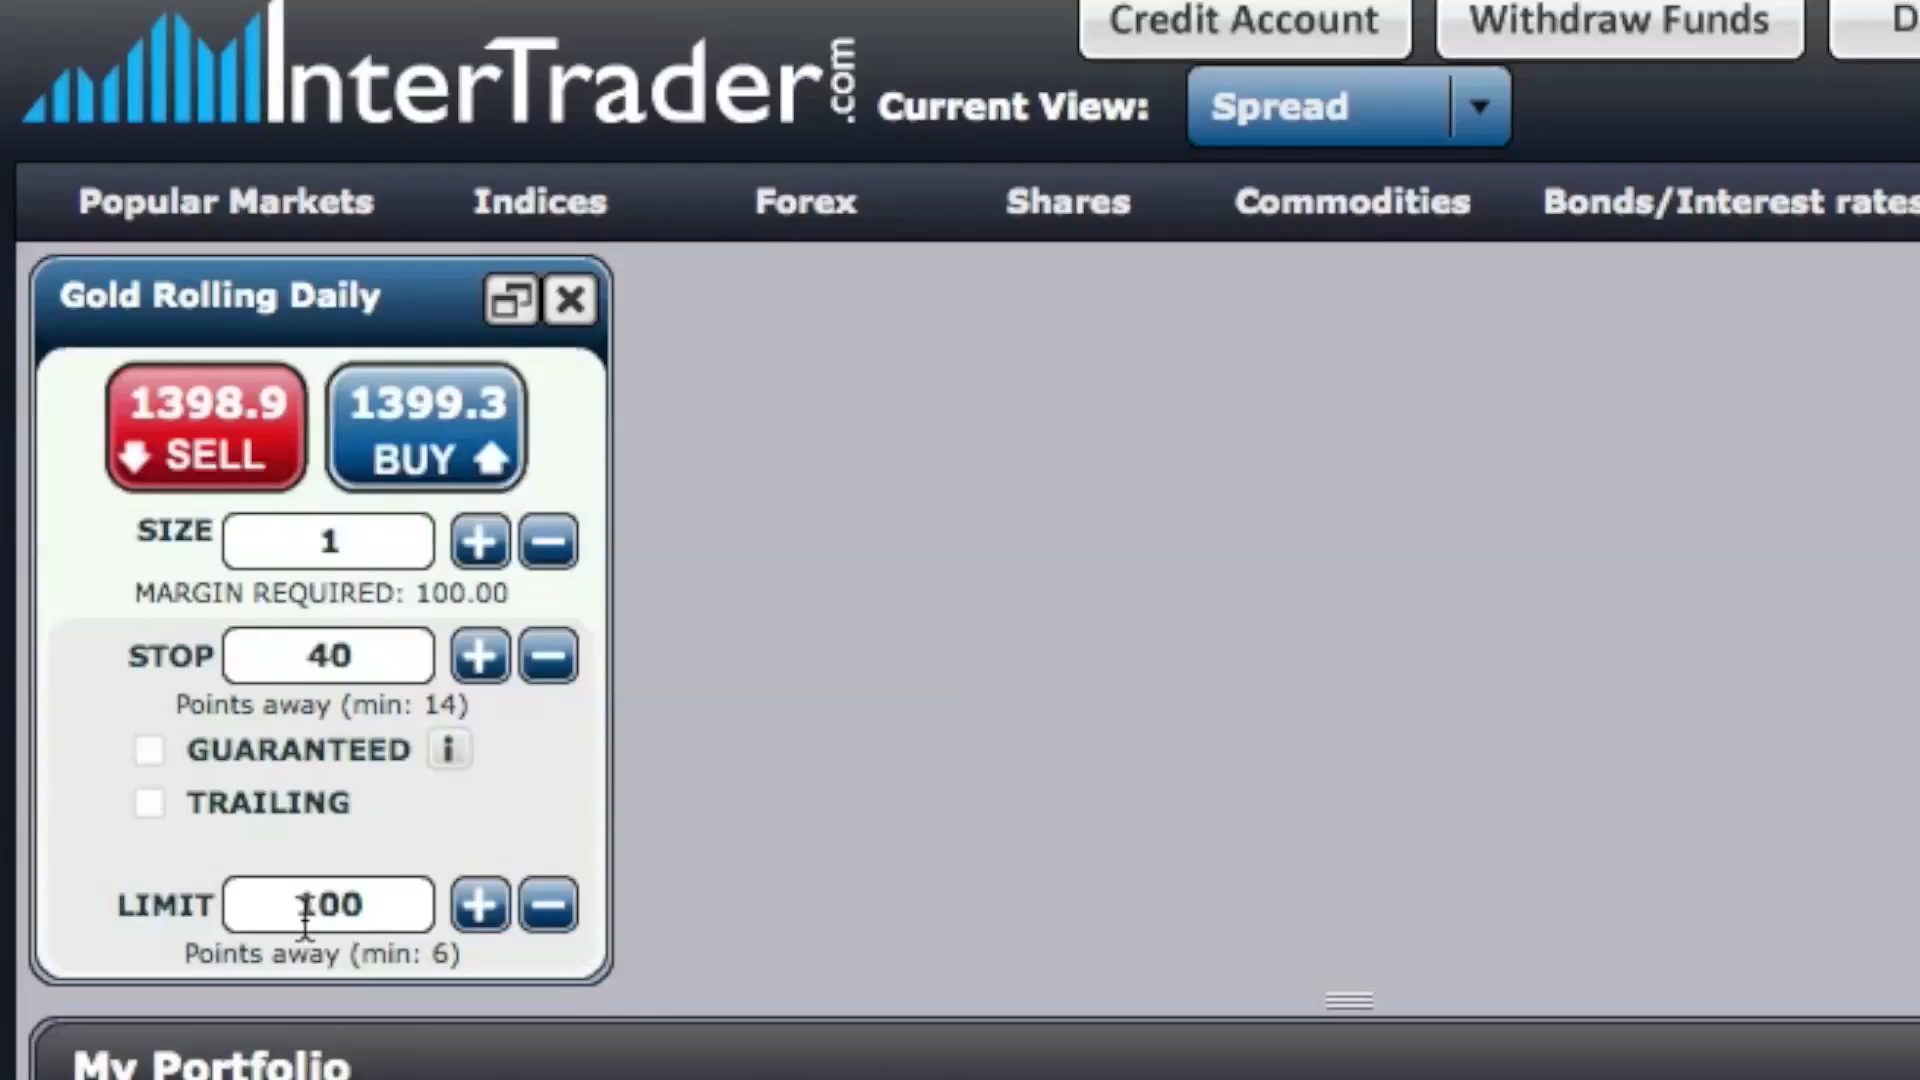 Credit Account
Withdraw Funds
D
InterTrader.com
Current View:
Spread
Popular Markets
Indices
Forex
Shares
Commodities
Bonds/Interest rates
Gold Rolling Daily
1398.9
SELL
1399.3
BUY
SIZE
1
MARGIN REQUIRED: 100.00
STOP
40
Points away (min: 14)
GUARANTEED
i
TRAILING
LIMIT
100
Points away (min: 6)
My Portfolio